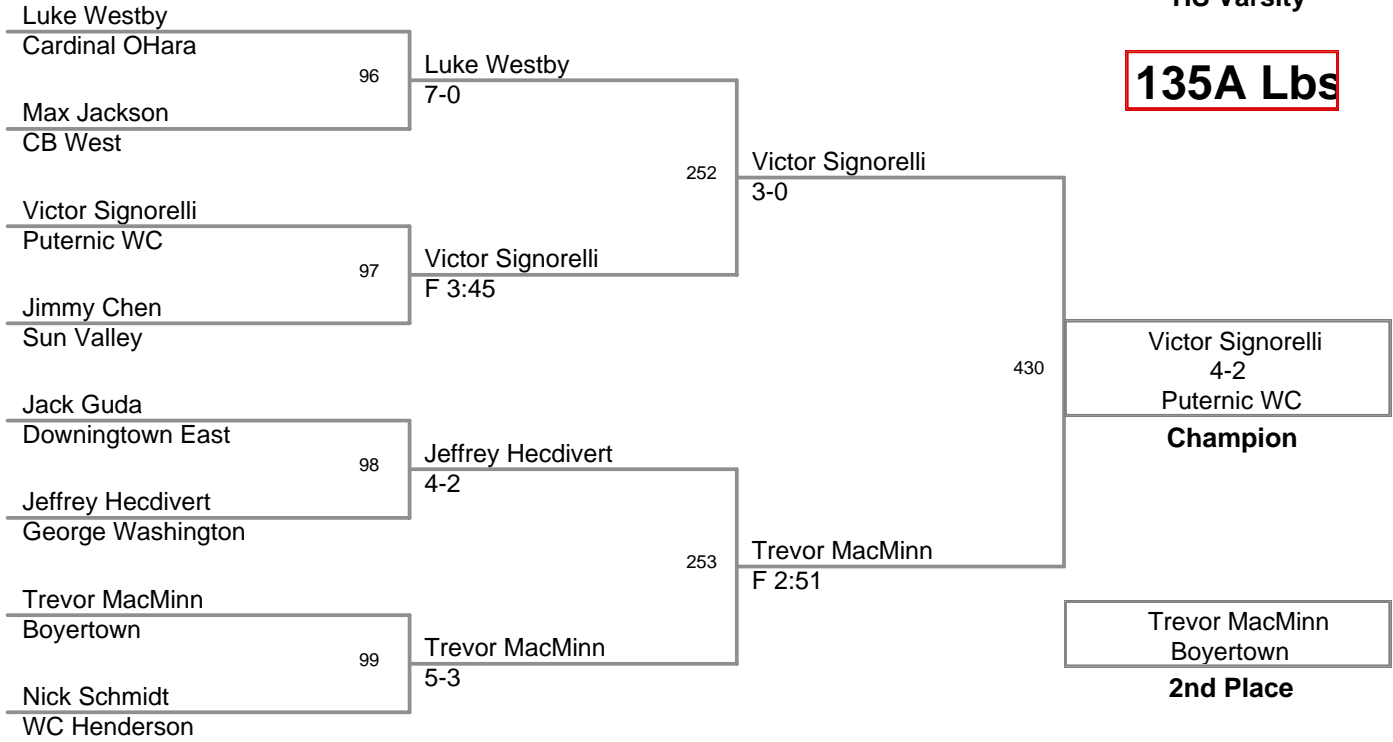 HS Varsity
135A Lbs
Luke Westby
Cardinal OHara
96
Max Jackson
CB West
Luke Westby
7-0
Victor Signorelli
Puternic WC
97
Jimmy Chen
Sun Valley
Victor Signorelli
F 3:45
252
Victor Signorelli
3-0
Jack Guda
Downingtown East
98
Jeffrey Hecdivert
George Washington
Jeffrey Hecdivert
4-2
Trevor MacMinn
Boyertown
99
Nick Schmidt
WC Henderson
Trevor MacMinn
5-3
253
Trevor MacMinn
F 2:51
430
Victor Signorelli
4-2
Puternic WC
Champion
Trevor MacMinn
Boyertown
2nd Place